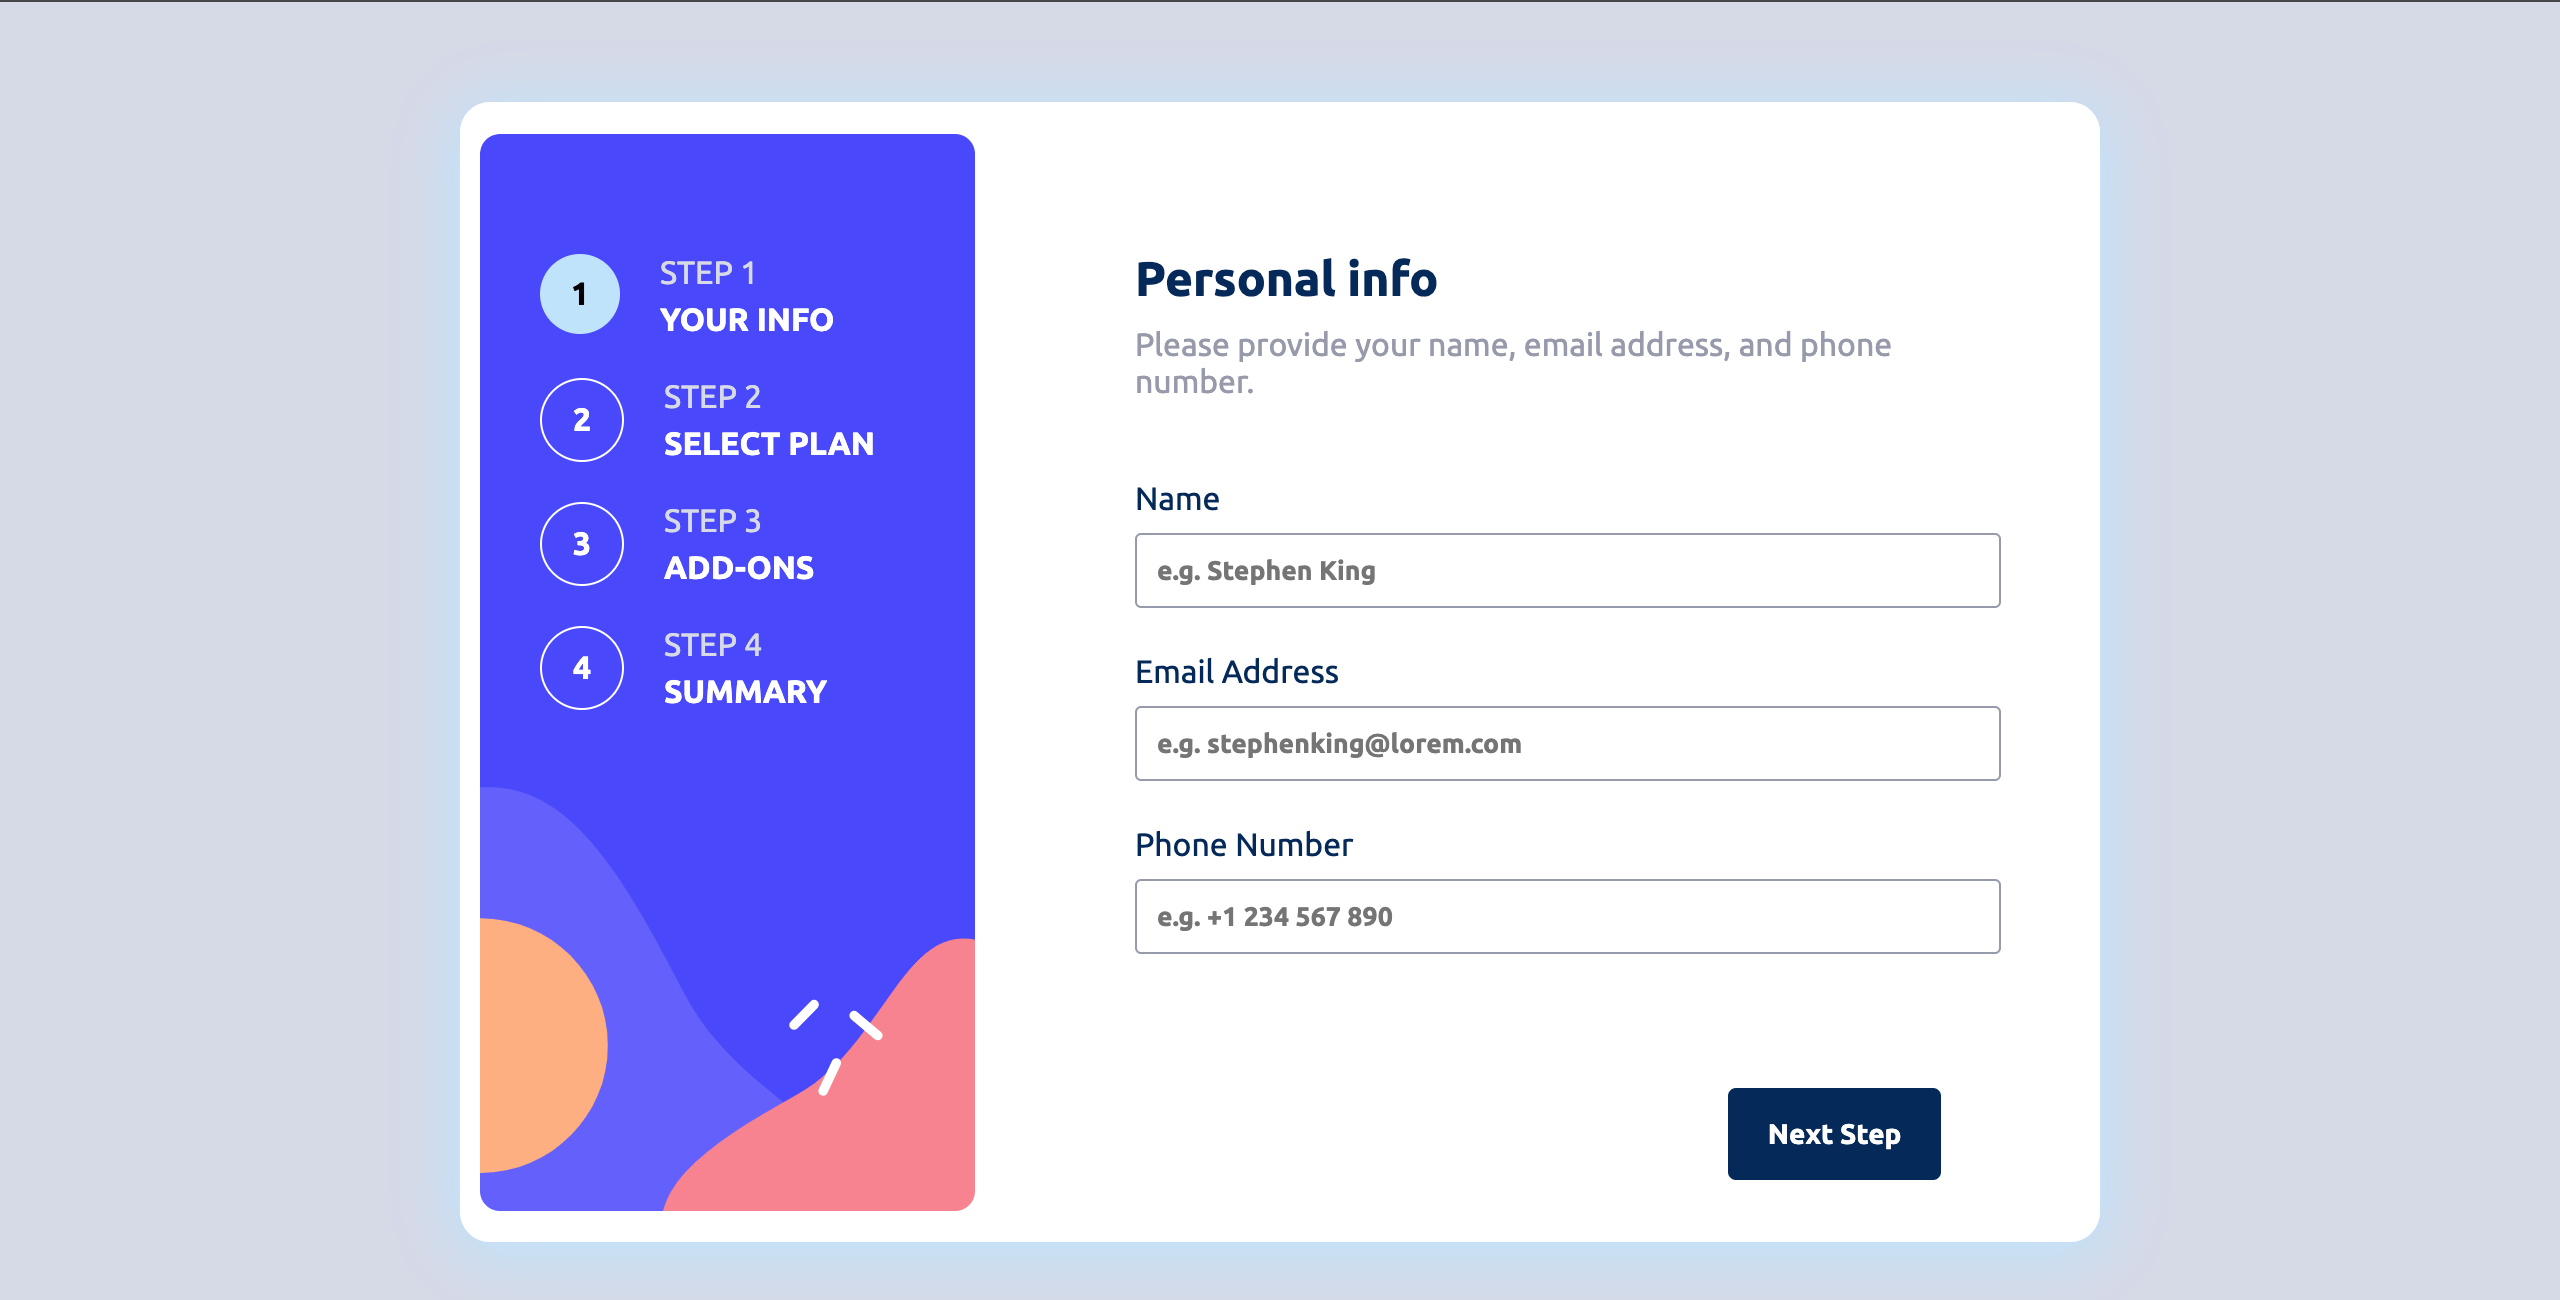 1
STEP 1
YOUR INFO
2
STEP 2
SELECT PLAN
3
STEP 3
ADD-ONS
4
STEP 4
SUMMARY
Personal info
Please provide your name, email address, and phone
number.
Name
e.g. Stephen King
Email Address
e.g. stephenking@lorem.com
Phone Number
e.g. +1 234 567 890
Next Step